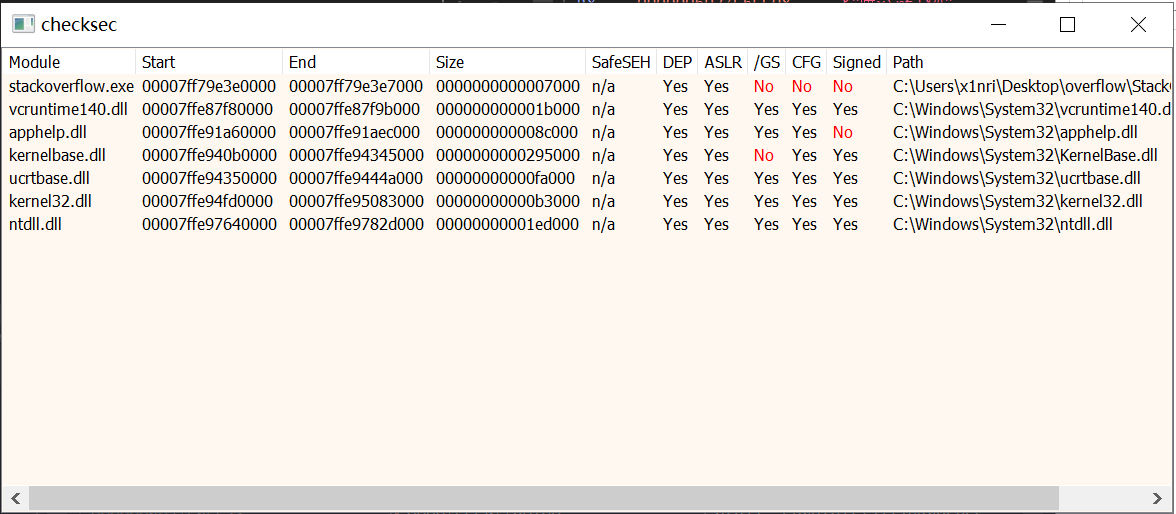 checksec
Module Start End Size SafeSEH DEP ASLR /GS CFG Signed Path
stackoverflow.exe 00007ff79e3e0000 00007ff79e3e7000 0000000000007000 n/a Yes Yes No No No C:\Users\x1nri\Desktop\overflow\Stack
vcruntime140.dll 00007ffe87f80000 00007ffe87f9b000 000000000001b000 n/a Yes Yes Yes Yes Yes C:\Windows\System32\vcruntime140.d
apphelp.dll 00007ffe91a60000 00007ffe91aec000 000000000008c000 n/a Yes Yes Yes Yes No C:\Windows\System32\apphelp.dll
kernelbase.dll 00007ffe940b0000 00007ffe94345000 0000000000295000 n/a Yes Yes No Yes Yes C:\Windows\System32\KernelBase.dll
ucrtbase.dll 00007ffe94350000 00007ffe9444a000 00000000000fa000 n/a Yes Yes Yes Yes Yes C:\Windows\System32\ucrtbase.dll
kernel32.dll 00007ffe94fd0000 00007ffe95083000 00000000000b3000 n/a Yes Yes Yes Yes Yes C:\Windows\System32\kernel32.dll
ntdll.dll 00007ffe97640000 00007ffe9782d000 00000000001ed000 n/a Yes Yes Yes Yes Yes C:\Windows\System32\ntdll.dll